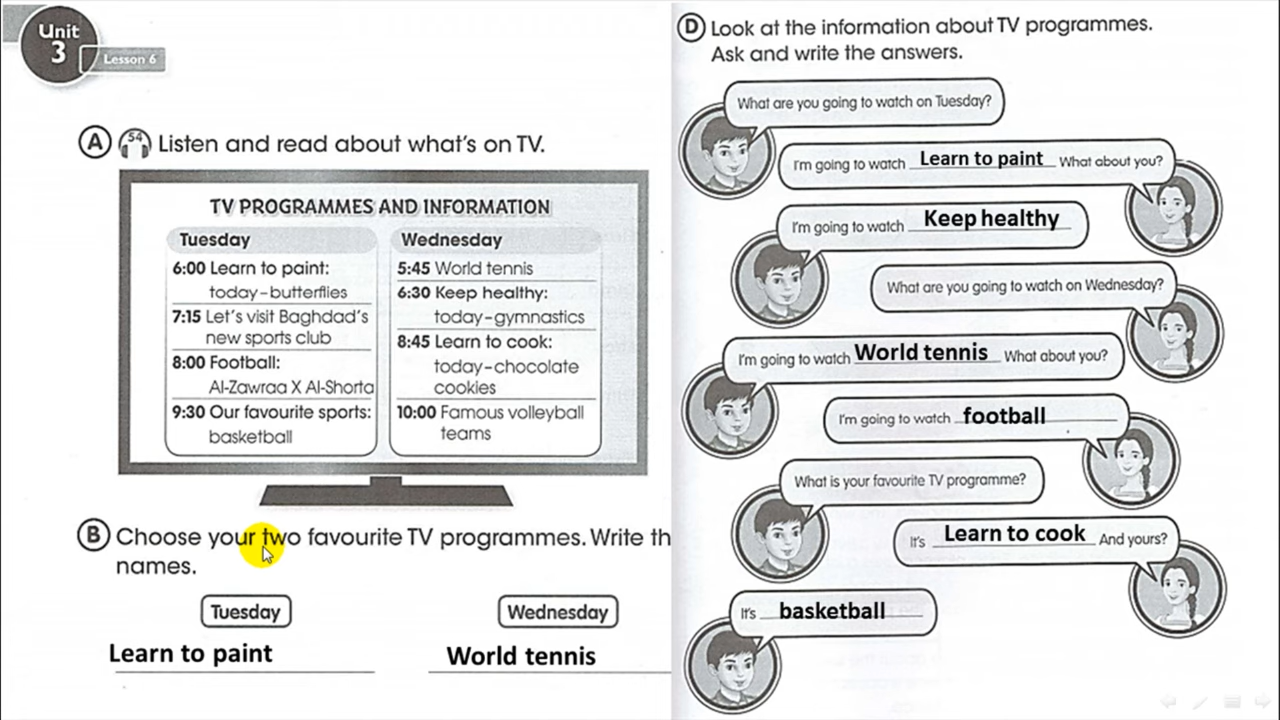 Unit
3
Lesson 6
A 54 Listen and read about what's on TV.
TV PROGRAMMES AND INFORMATION
Tuesday
6:00 Learn to paint:
today-butterflies
7:15 Let's visit Baghdad's
new sports club
8:00 Football:
Al-Zawraa X Al-Shorta
9:30 Our favourite sports:
basketball
Wednesday
5:45 World tennis
6:30 Keep healthy:
today-gymnastics
8:45 Learn to cook:
today-chocolate
cookies
10:00 Famous volleyball
teams
B Choose your two favourite TV programmes. Write th
names.
Tuesday
Learn to paint
Wednesday
World tennis
D Look at the information about TV programmes.
Ask and write the answers.
What are you going to watch on Tuesday?
I'm going to watch Learn to paint What about you?
I'm going to watch Keep healthy
What are you going to watch on Wednesday?
I'm going to watch World tennis What about you?
I'm going to watch football
What is your favourite TV programme?
It's Learn to cook And yours?
It's basketball